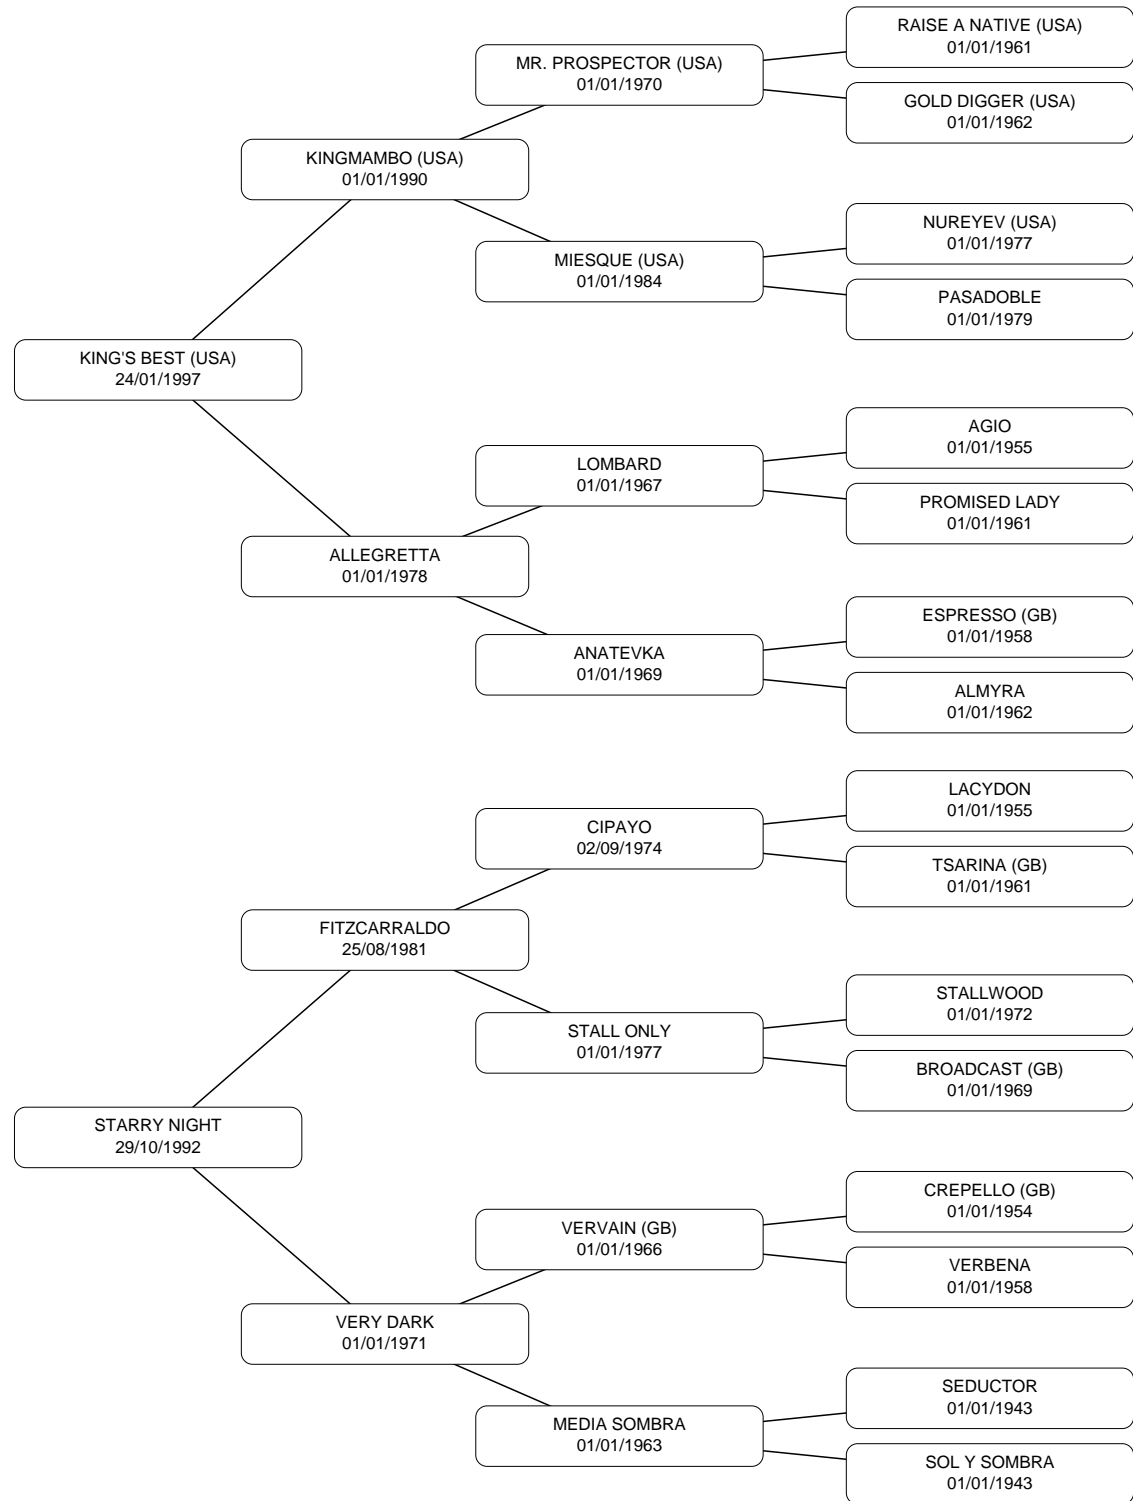 RAISE A NATIVE (USA)
01/01/1961
MR. PROSPECTOR (USA)
01/01/1970
GOLD DIGGER (USA)
01/01/1962
KINGMAMBO (USA)
01/01/1990
NUREYEV (USA)
01/01/1977
MIESQUE (USA)
01/01/1984
PASADOBLE
01/01/1979
KING'S BEST (USA)
24/01/1997
AGIO
01/01/1955
LOMBARD
01/01/1967
PROMISED LADY
01/01/1961
ALLEGRETTA
01/01/1978
ESPRESSO (GB)
01/01/1958
ANATEVKA
01/01/1969
ALMYRA
01/01/1962
LACYDON
01/01/1955
CIPAYO
02/09/1974
TSARINA (GB)
01/01/1961
FITZCARRALDO
25/08/1981
STALLWOOD
01/01/1972
STALL ONLY
01/01/1977
BROADCAST (GB)
01/01/1969
STARRY NIGHT
29/10/1992
CREPELLO (GB)
01/01/1954
VERVAIN (GB)
01/01/1966
VERBENA
01/01/1958
VERY DARK
01/01/1971
SEDUCTOR
01/01/1943
MEDIA SOMBRA
01/01/1963
SOL Y SOMBRA
01/01/1943